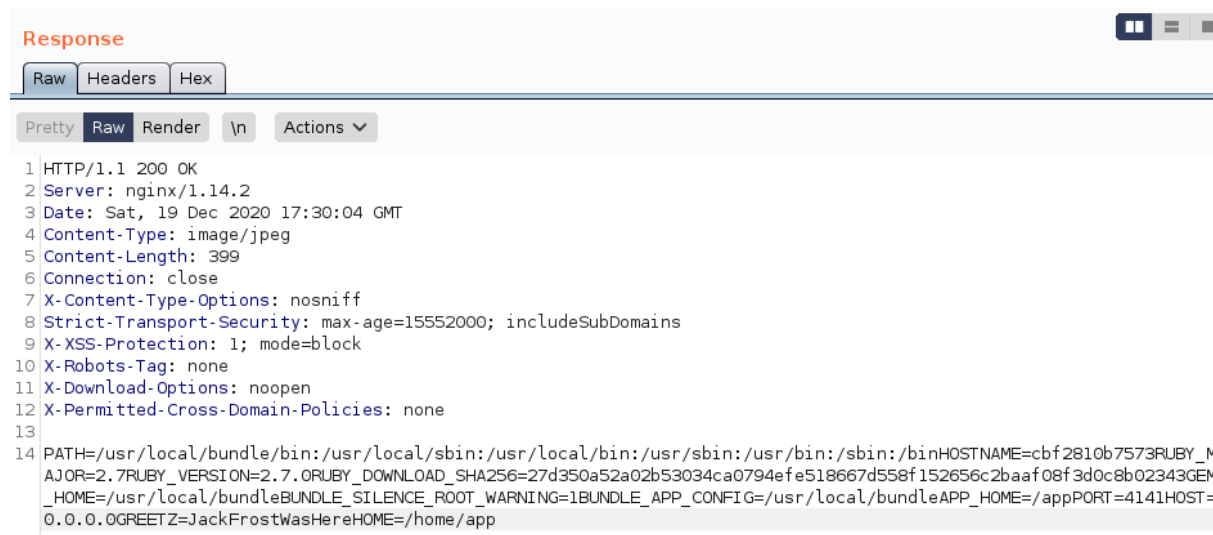 Response
Raw Headers Hex
Pretty Raw Render \n Actions
1 HTTP/1.1 200 OK
2 Server: nginx/1.14.2
3 Date: Sat, 19 Dec 2020 17:30:04 GMT
4 Content-Type: image/jpeg
5 Content-Length: 399
6 Connection: close
7 X-Content-Type-Options: nosniff
8 Strict-Transport-Security: max-age=15552000; includeSubDomains
9 X-XSS-Protection: 1; mode=block
10 X-Robots-Tag: none
11 X-Download-Options: noopen
12 X-Permitted-Cross-Domain-Policies: none
13
14 PATH=/usr/local/bundle/bin:/usr/local/sbin:/usr/local/bin:/usr/sbin:/usr/bin:/sbin:/binHOSTNAME=cbf2810b7573RUBY_M
AJOR=2.7RUBY_VERSION=2.7.0RUBY_DOWNLOAD_SHA256=27d350a52a02b53034ca0794efe518667d558f152656c2baaf08f3d0c8b02343GEM
_HOME=/usr/local/bundleBUNDLE_SILENCE_ROOT_WARNING=1BUNDLE_APP_CONFIG=/usr/local/bundleAPP_HOME=/appPORT=4141HOST=
0.0.0.0GREETZ=JackFrostWasHereHOME=/home/app